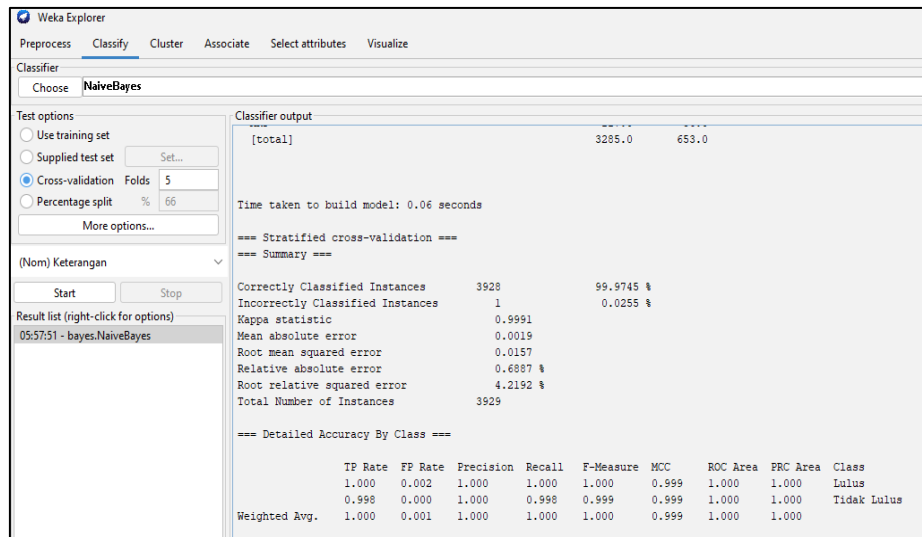 Weka Explorer
Preprocess Classify Cluster Associate Select attributes Visualize
Classifier
Choose NaiveBayes
Test options
Use training set
Supplied test set Set...
Cross-validation Folds 5
Percentage split % 66
More options...
(Nom) Keterangan
Start Stop
Result list (right-click for options)
05:57:51 - bayes.NaiveBayes
Classifier output
[total] 3285.0 653.0
Time taken to build model: 0.06 seconds
=== Stratified cross-validation ===
=== Summary ===
Correctly Classified Instances 3928 99.9745 %
Incorrectly Classified Instances 1 0.0255 %
Kappa statistic 0.9991
Mean absolute error 0.0019
Root mean squared error 0.0157
Relative absolute error 0.6887 %
Root relative squared error 4.2192 %
Total Number of Instances 3929
=== Detailed Accuracy By Class ===
TP Rate FP Rate Precision Recall F-Measure MCC ROC Area PRC Area Class
1.000 0.002 1.000 1.000 1.000 0.999 1.000 1.000 Lulus
0.998 0.000 1.000 0.998 0.999 0.999 1.000 1.000 Tidak Lulus
Weighted Avg. 1.000 0.001 1.000 1.000 1.000 0.999 1.000 1.000